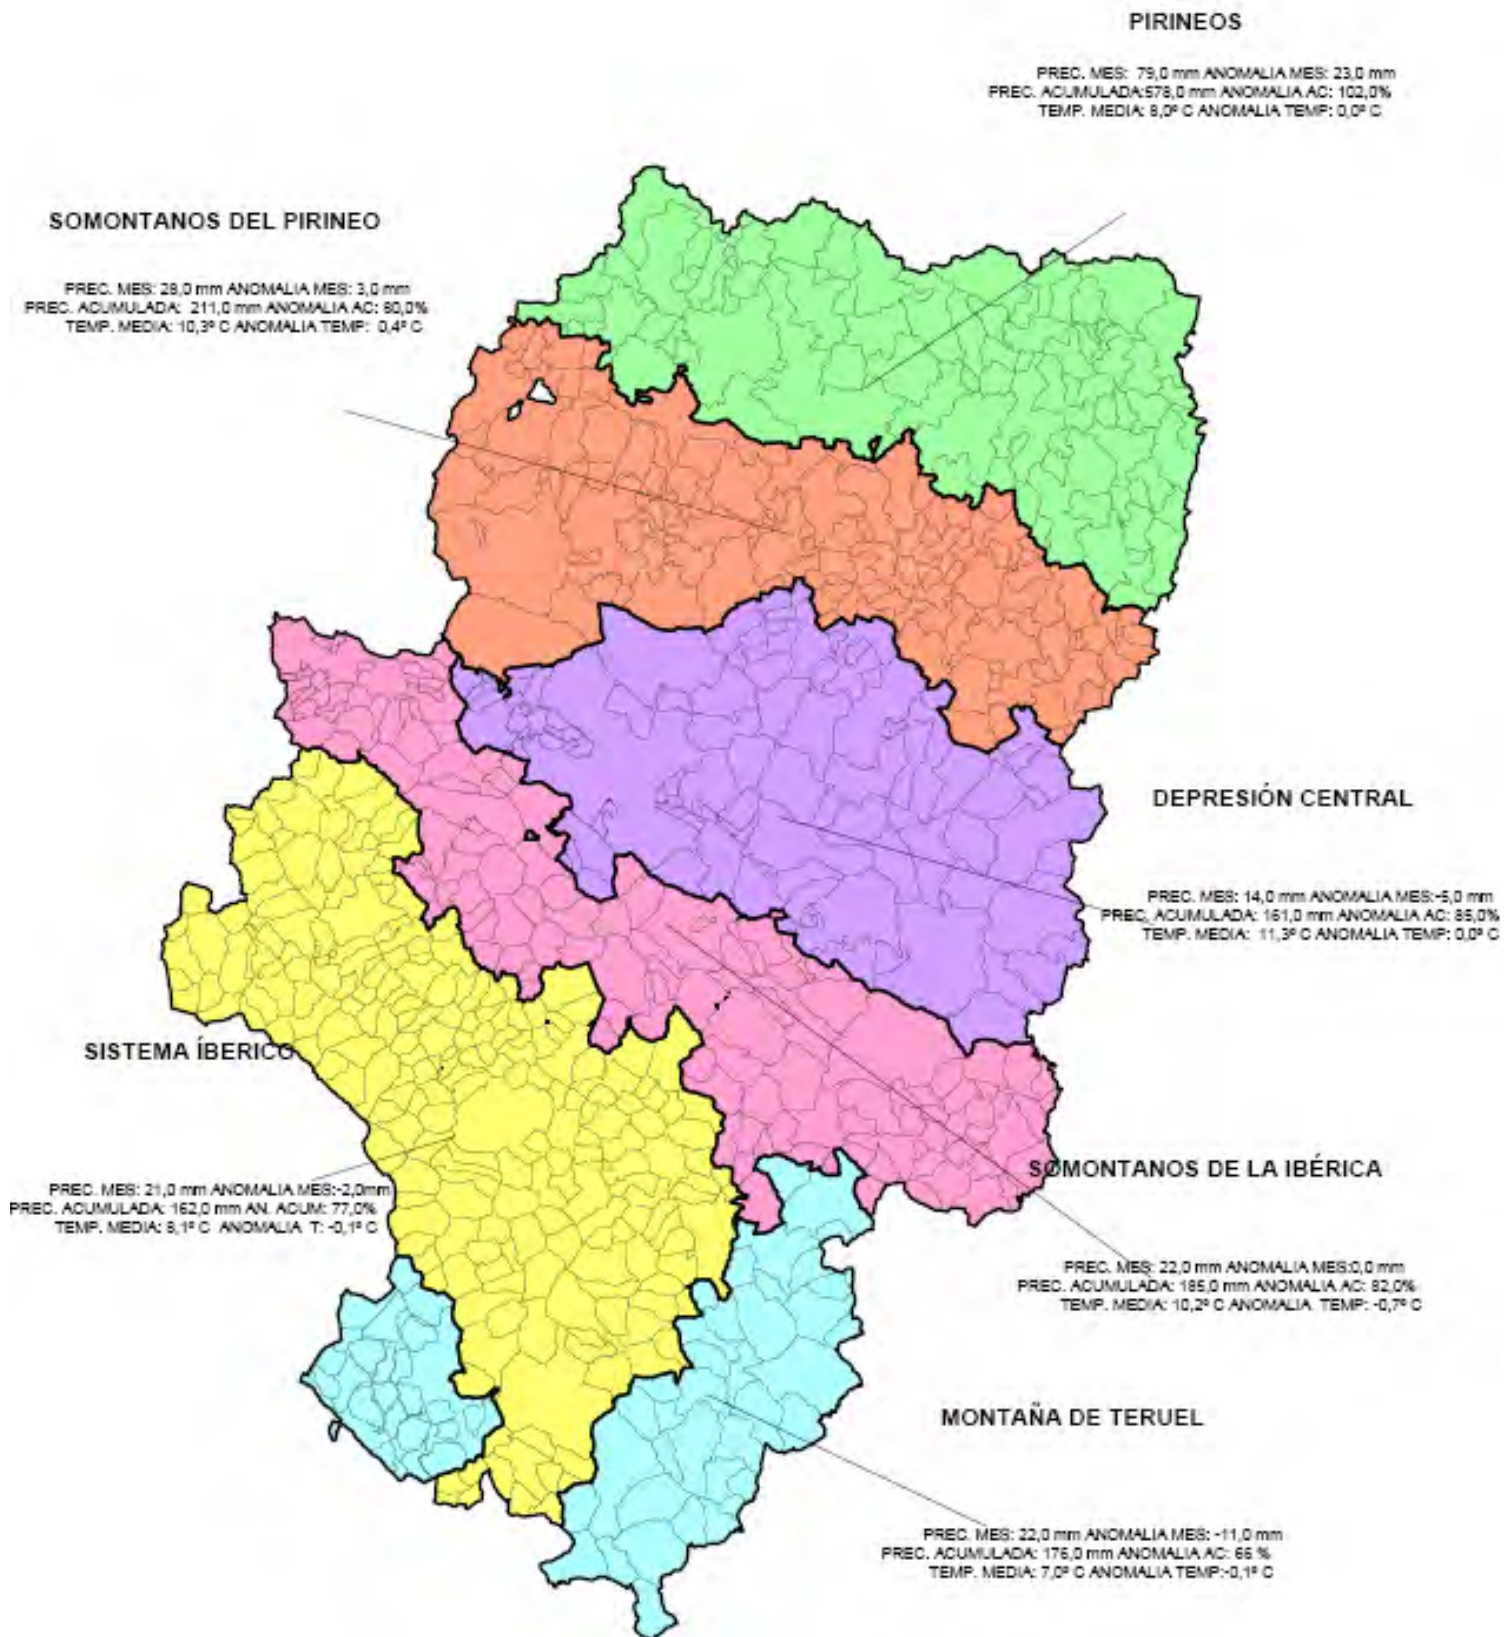 PIRINEOS
PREC. MES: 79,0 mm ANOMALIA MES: 23,0 mm
PREC. ACUMULADA:578,0 mm ANOMALIA AC: 102,0%
TEMP. MEDIA: 8,0º C ANOMALIA TEMP: 0,0º C
SOMONTANOS DEL PIRINEO
PREC. MES: 28,0 mm ANOMALIA MES: 3,0 mm
PREC. ACUMULADA: 211,0 mm ANOMALIA AC: 80,0%
TEMP. MEDIA: 10,3º C ANOMALIA TEMP: 0,4º C
DEPRESIÓN CENTRAL
PREC. MES: 14,0 mm ANOMALIA MES:-5,0 mm
PREC. ACUMULADA: 161,0 mm ANOMALIA AC: 85,0%
TEMP. MEDIA: 11,3º C ANOMALIA TEMP: 0,0º C
SISTEMA ÍBERICO
PREC. MES: 21,0 mm ANOMALIA MES:-2,0mm
PREC. ACUMULADA: 162,0 mm AN. ACUM: 77,0%
TEMP. MEDIA: 8,1º C ANOMALIA T: -0,1º C
SOMONTANOS DE LA IBÉRICA
PREC. MES: 22,0 mm ANOMALIA MES:0,0 mm
PREC. ACUMULADA: 185,0 mm ANOMALIA AC: 82,0%
TEMP. MEDIA: 10,2º C ANOMALIA TEMP: -0,7º C
MONTAÑA DE TERUEL
PREC. MES: 22,0 mm ANOMALIA MES: -11,0 mm
PREC. ACUMULADA: 176,0 mm ANOMALIA AC: 66 %
TEMP. MEDIA: 7,0º C ANOMALIA TEMP:-0,1º C